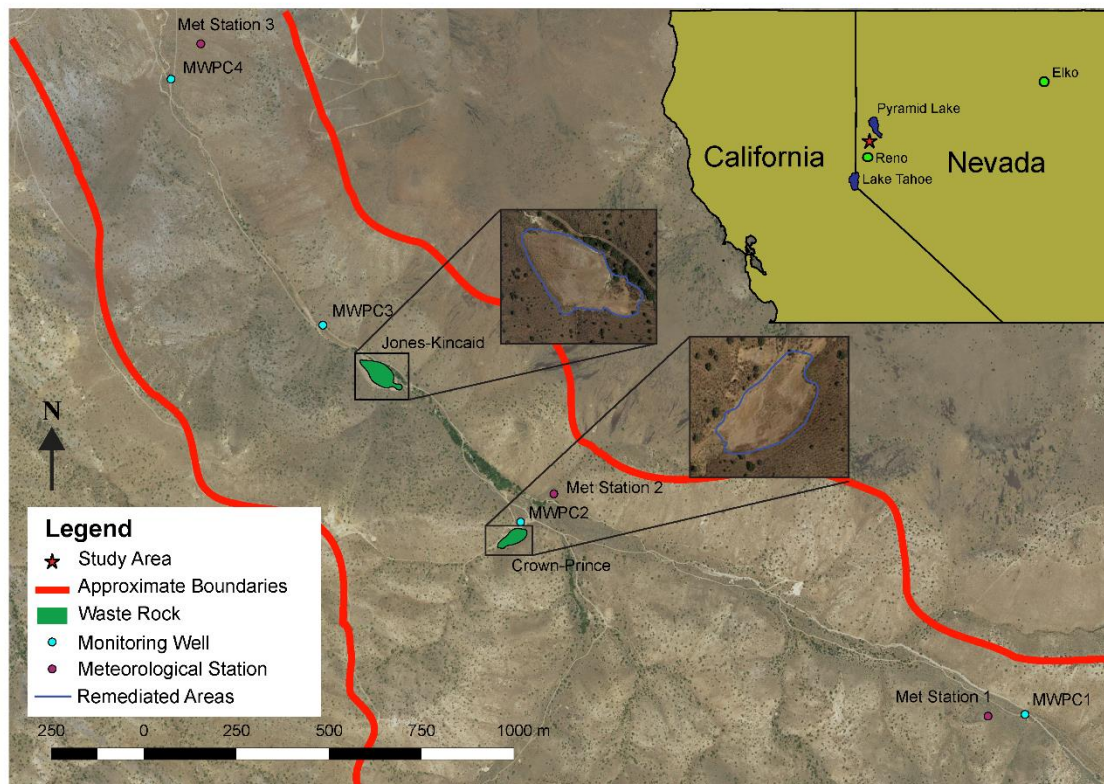 Met Station 3
MWPC4
Elko
Pyramid Lake
California
Reno
Nevada
Lake Tahoe
MWPC3
Jones-Kincaid
N
Met Station 2
MWPC2
Crown-Prince
Legend
Study Area
Approximate Boundaries
Waste Rock
Monitoring Well
Meteorological Station
Remediated Areas
Met Station 1
MWPC1
250 0 250 500 750 1000 m